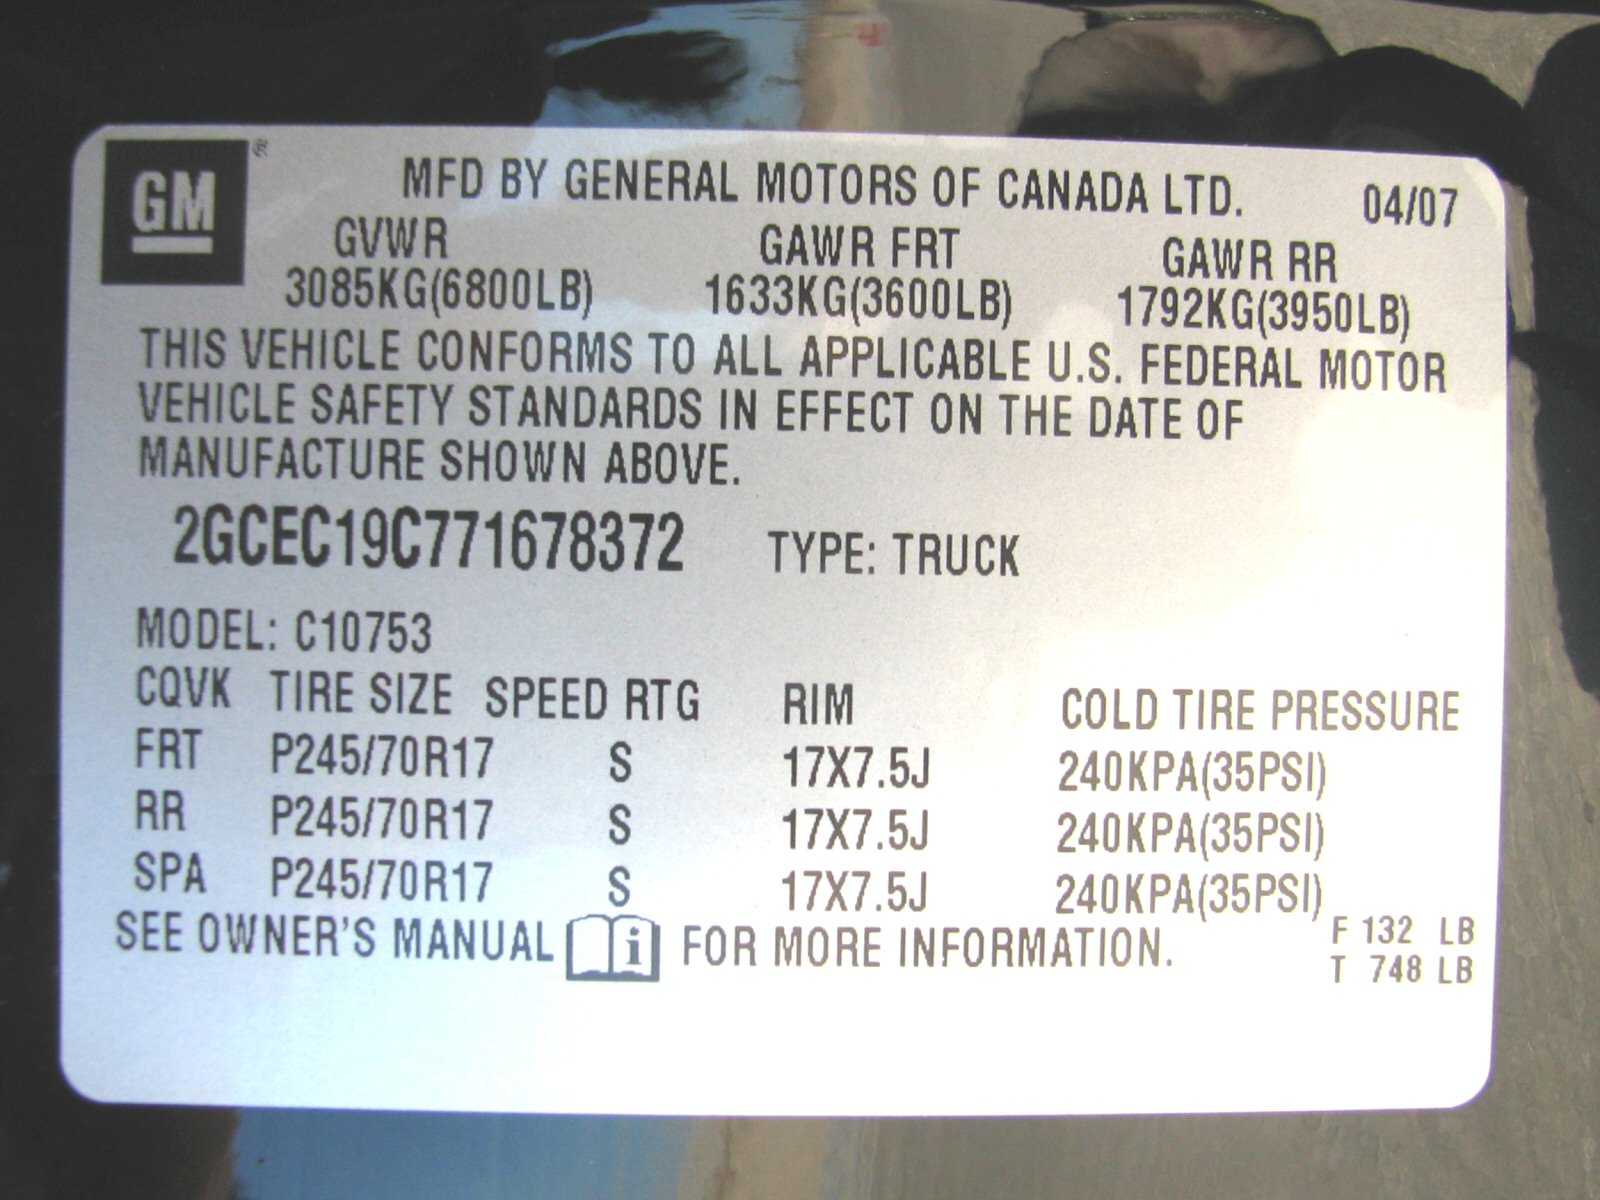 GM ®
MFD BY GENERAL MOTORS OF CANADA LTD. 04/07
GVWR GAWR FRT GAWR RR
3085KG(6800LB) 1633KG(3600LB) 1792KG(3950LB)
THIS VEHICLE CONFORMS TO ALL APPLICABLE U.S. FEDERAL MOTOR
VEHICLE SAFETY STANDARDS IN EFFECT ON THE DATE OF
MANUFACTURE SHOWN ABOVE.
2GCEC19C771678372 TYPE: TRUCK
MODEL: C10753
CQVK TIRE SIZE SPEED RTG RIM COLD TIRE PRESSURE
FRT P245/70R17 S 17X7.5J 240KPA(35PSI)
RR P245/70R17 S 17X7.5J 240KPA(35PSI)
SPA P245/70R17 S 17X7.5J 240KPA(35PSI)
SEE OWNER'S MANUAL i FOR MORE INFORMATION.
F 132 LB
T 748 LB